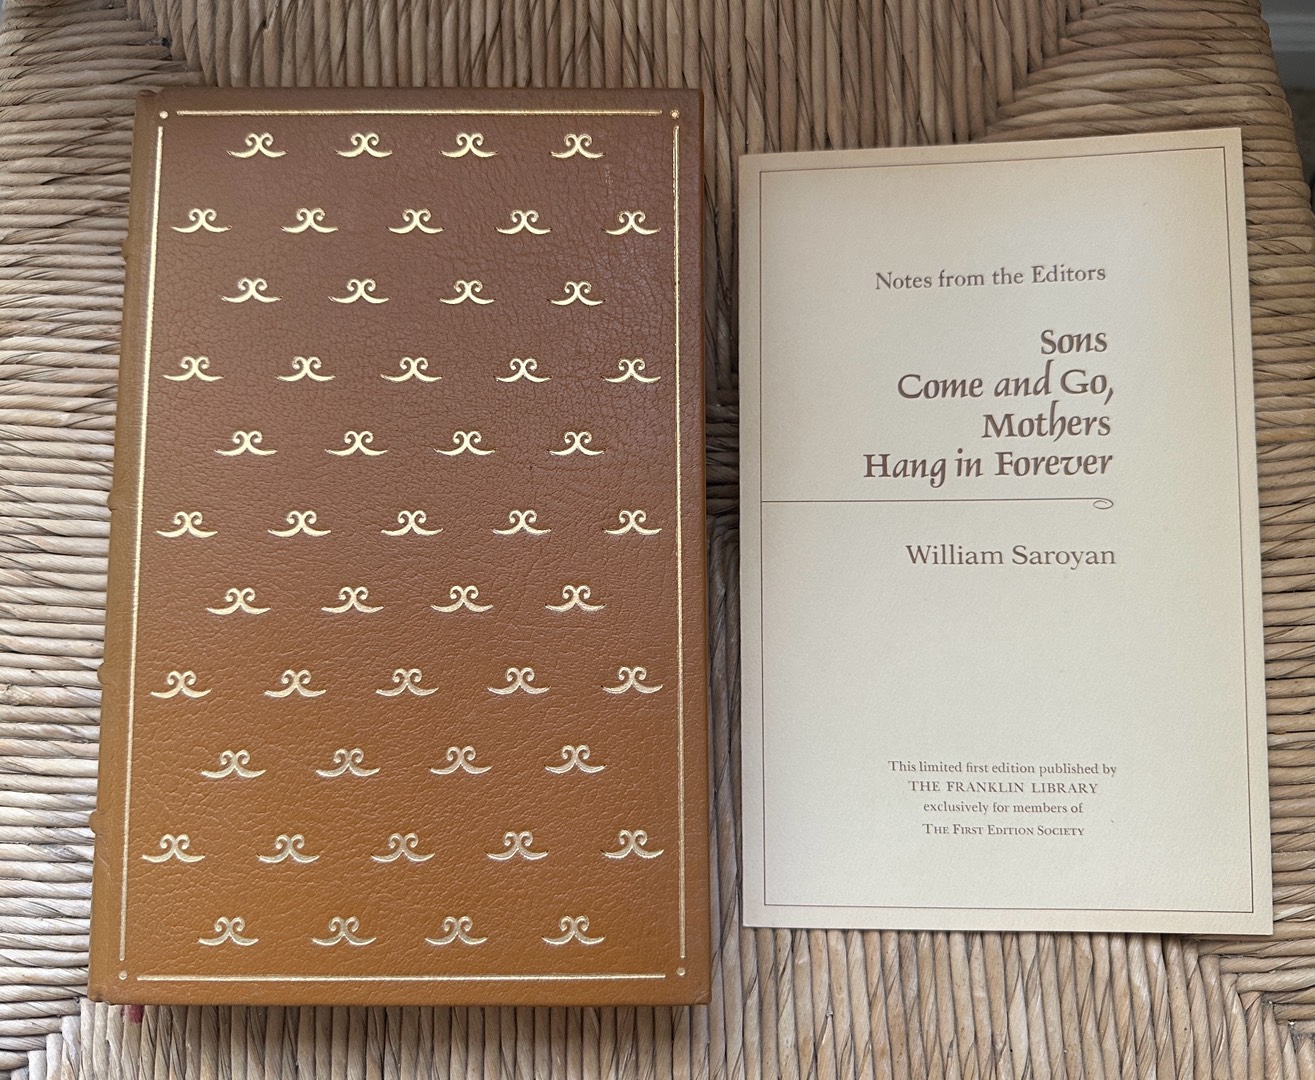 Notes from the Editors
Sons
Come and Go,
Mothers
Hang in Forever
William Saroyan
This limited first edition published by
THE FRANKLIN LIBRARY
exclusively for members of
THE FIRST EDITION SOCIETY